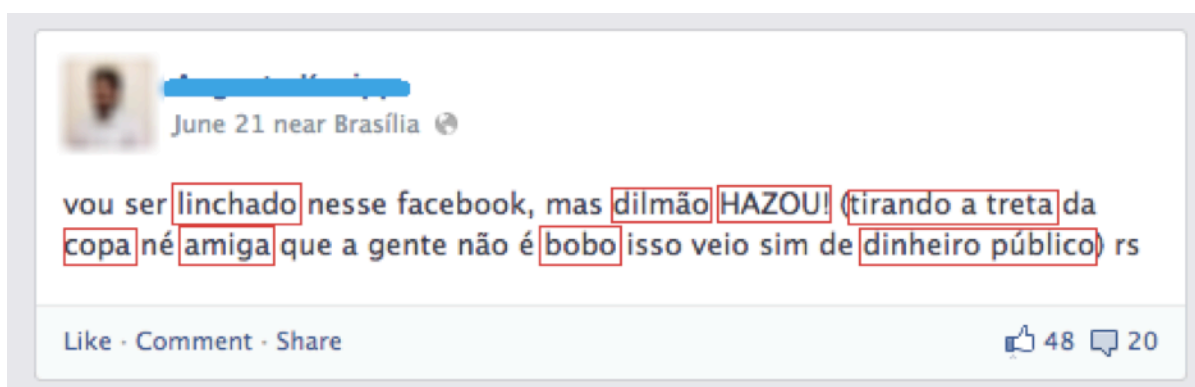 June 21 near Brasília
vou ser linchado nesse facebook, mas dilmão HAZOU! (tirando a treta da
copa né amiga que a gente não é bobo isso veio sim de dinheiro público) rs
Like · Comment · Share 48 20